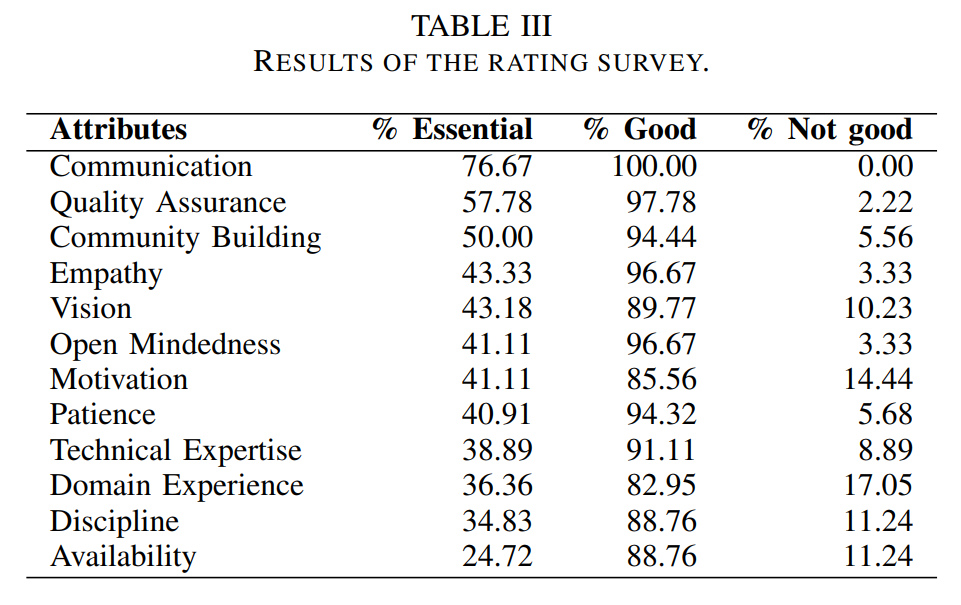 TABLE III
RESULTS OF THE RATING SURVEY.
Attributes % Essential % Good % Not good
Communication 76.67 100.00 0.00
Quality Assurance 57.78 97.78 2.22
Community Building 50.00 94.44 5.56
Empathy 43.33 96.67 3.33
Vision 43.18 89.77 10.23
Open Mindedness 41.11 96.67 3.33
Motivation 41.11 85.56 14.44
Patience 40.91 94.32 5.68
Technical Expertise 38.89 91.11 8.89
Domain Experience 36.36 82.95 17.05
Discipline 34.83 88.76 11.24
Availability 24.72 88.76 11.24